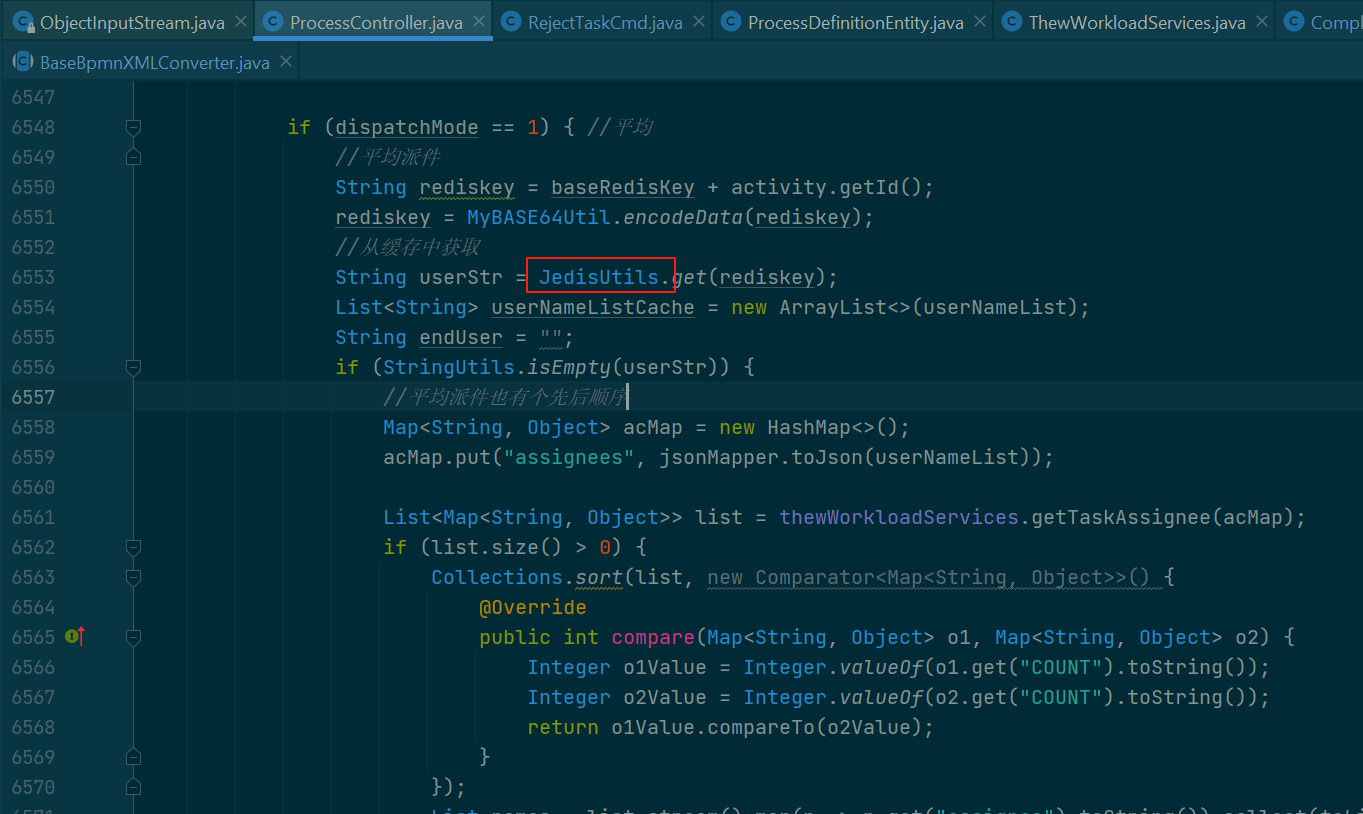 ObjectInputStream.java ProcessController.java RejectTaskCmd.java ProcessDefinitionEntity.java ThewWorkloadServices.java Compl
BaseBpmnXMLConverter.java
6547
6548 if (dispatchMode == 1) { //平均
6549 //平均派件
6550 String rediskey = baseRedisKey + activity.getId();
6551 rediskey = MyBASE64Util.encodeData(rediskey);
6552 //从缓存中获取
6553 String userStr = JedisUtils.get(rediskey);
6554 List<String> userNameListCache = new ArrayList<>(userNameList);
6555 String endUser = "";
6556 if (StringUtils.isEmpty(userStr)) {
6557 //平均派件也有个先后顺序
6558 Map<String, Object> acMap = new HashMap<>();
6559 acMap.put("assignees", jsonMapper.toJson(userNameList));
6560
6561 List<Map<String, Object>> list = thewWorkloadServices.getTaskAssignee(acMap);
6562 if (list.size() > 0) {
6563 Collections.sort(list, new Comparator<Map<String, Object>>() {
6564 @Override
6565 public int compare(Map<String, Object> o1, Map<String, Object> o2) {
6566 Integer o1Value = Integer.valueOf(o1.get("COUNT").toString());
6567 Integer o2Value = Integer.valueOf(o2.get("COUNT").toString());
6568 return o1Value.compareTo(o2Value);
6569 }
6570 });